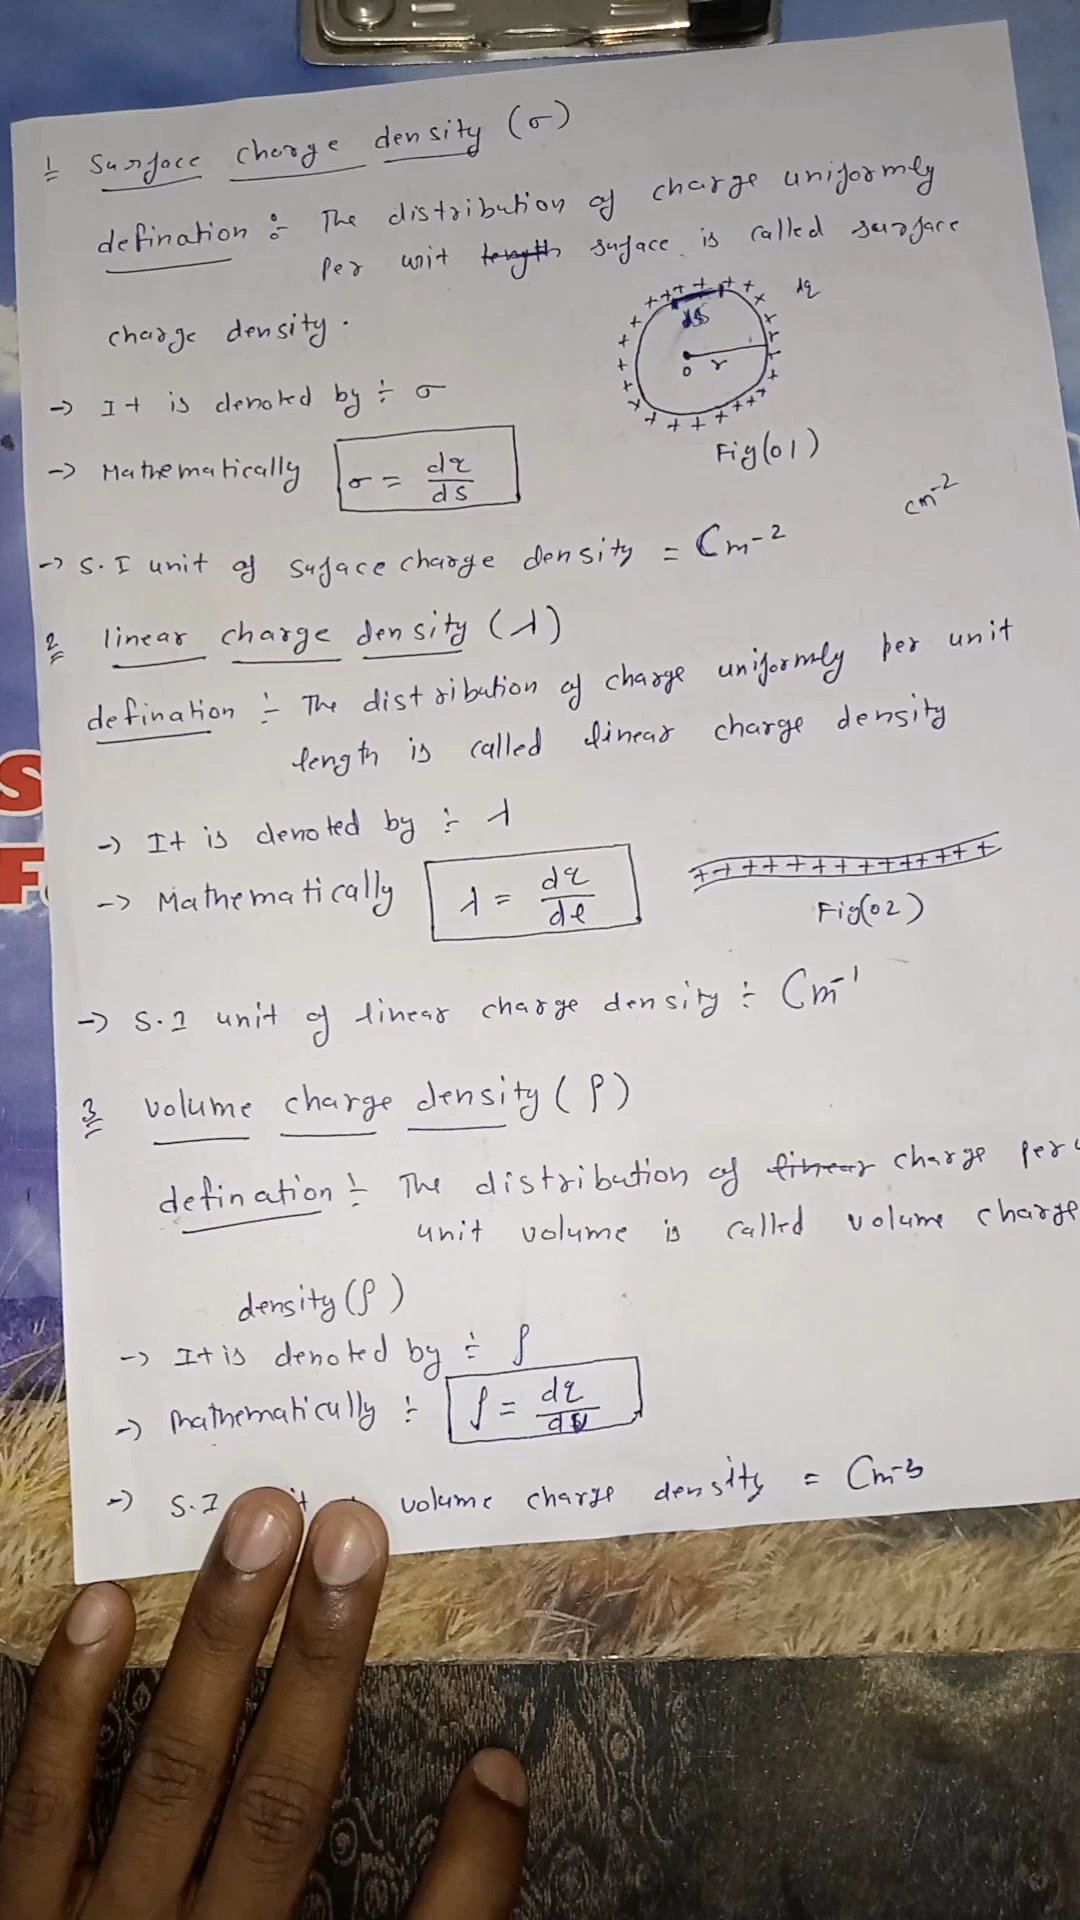 1 Surface charge density (σ)
defination ÷ The distribution of charge uniformly
per unit length suface is called surface
charge density.
dq
ds
o r
Fig(01)
-> It is denoted by ÷ σ
-> Mathematically σ = dq/ds
cm-2
-> S.I unit of suface charge density = Cm-2
2 linear charge density (λ)
defination ÷ The distribution of charge uniformly per unit
length is called linear charge density
-> It is denoted by ÷ λ
-> Mathematically λ = dq/dl
+ + + + + + + + + + + + +
Fig(02)
-> S.I unit of linear charge density ÷ Cm-1
3 volume charge density (ρ)
defination ÷ The distribution of linear charge per
unit volume is called volume charge
density (ρ)
-> It is denoted by ÷ ρ
-> Mathematically ÷ ρ = dq/dv
-> S.I volume charge density = Cm-3
S
F